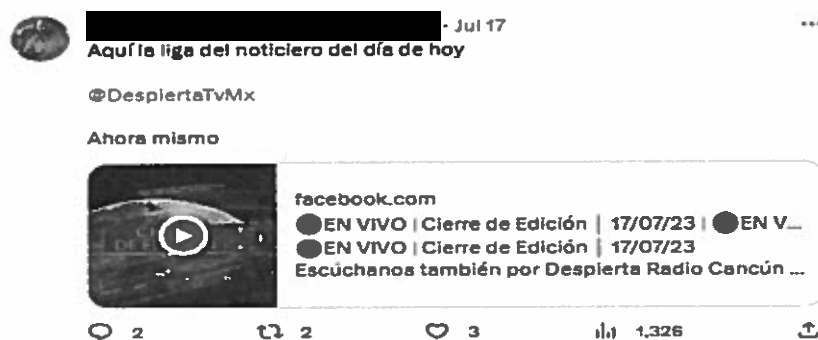 · Jul 17
Aquí la liga del noticiero del día de hoy
@DespiertaTvMx
Ahora mismo
facebook.com
EN VIVO | Cierre de Edición | 17/07/23 | EN V...
EN VIVO | Cierre de Edición | 17/07/23
Escúchanos también por Despierta Radio Cancún ...
2 2 3 1,326